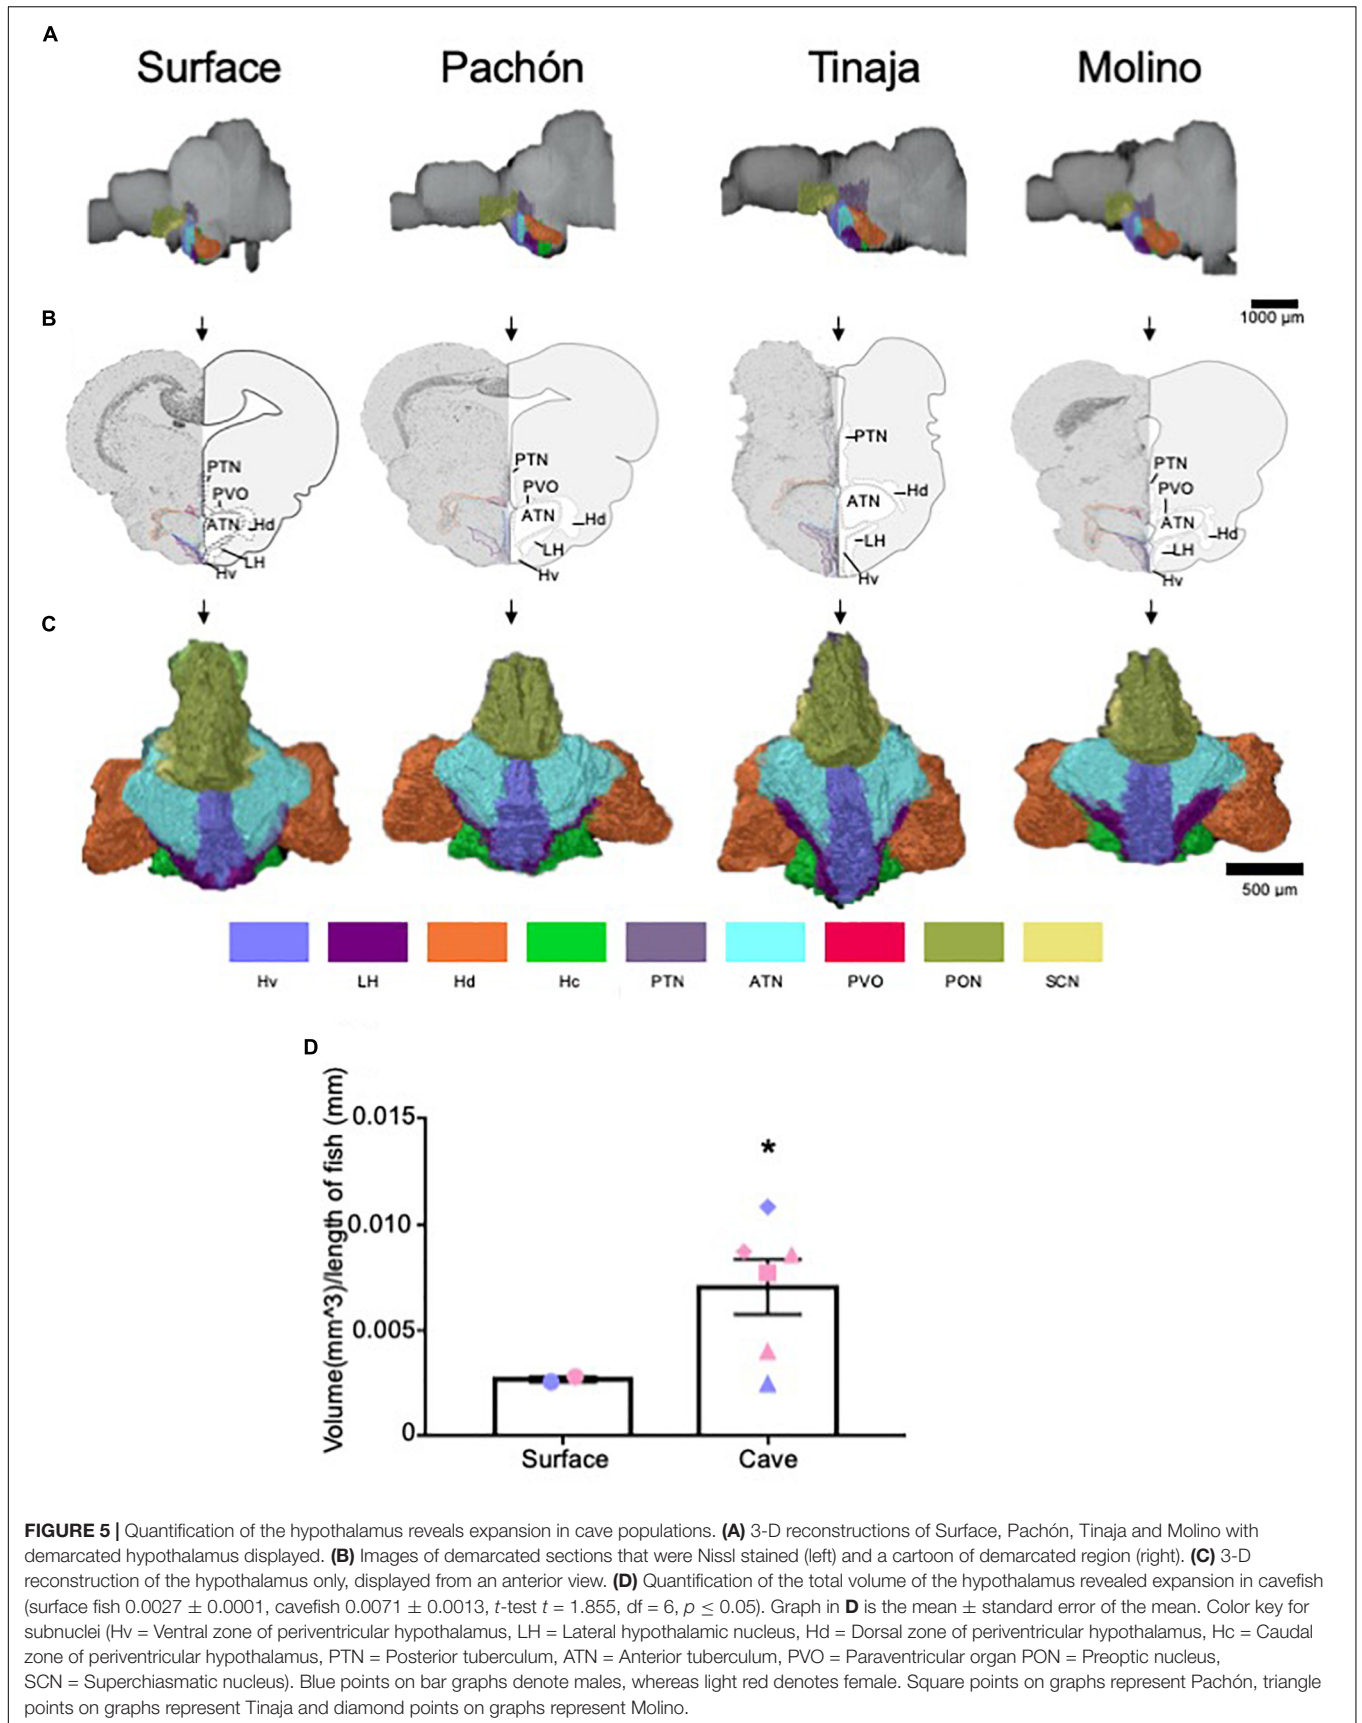 A
Surface Pachón Tinaja Molino
1000 µm
B
PTN PVO ATN Hd LH Hv
PTN PVO ATN Hd LH Hv
PTN ATN Hd LH Hv
PTN PVO ATN Hd LH Hv
C
500 µm
Hv LH Hd Hc PTN ATN PVO PON SCN
D
Volume(mm^3)/length of fish (mm)
0.015
*
0.010
0.005
0
Surface Cave
FIGURE 5 | Quantification of the hypothalamus reveals expansion in cave populations. (A) 3-D reconstructions of Surface, Pachón, Tinaja and Molino with
demarcated hypothalamus displayed. (B) Images of demarcated sections that were Nissl stained (left) and a cartoon of demarcated region (right). (C) 3-D
reconstruction of the hypothalamus only, displayed from an anterior view. (D) Quantification of the total volume of the hypothalamus revealed expansion in cavefish
(surface fish 0.0027 ± 0.0001, cavefish 0.0071 ± 0.0013, t-test t = 1.855, df = 6, p ≤ 0.05). Graph in D is the mean ± standard error of the mean. Color key for
subnuclei (Hv = Ventral zone of periventricular hypothalamus, LH = Lateral hypothalamic nucleus, Hd = Dorsal zone of periventricular hypothalamus, Hc = Caudal
zone of periventricular hypothalamus, PTN = Posterior tuberculum, ATN = Anterior tuberculum, PVO = Paraventricular organ PON = Preoptic nucleus,
SCN = Superchiasmatic nucleus). Blue points on bar graphs denote males, whereas light red denotes female. Square points on graphs represent Pachón, triangle
points on graphs represent Tinaja and diamond points on graphs represent Molino.